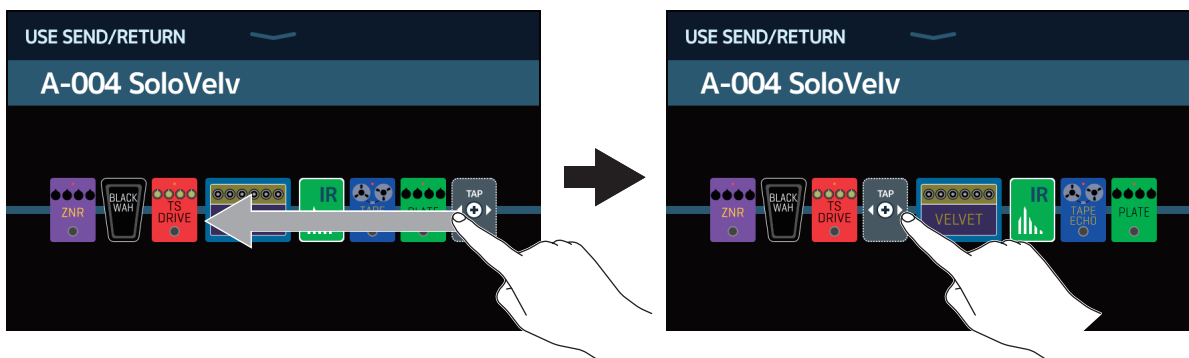 USE SEND/RETURN
A-004 SoloVelv
ZNR
BLACK
WAH
TS
DRIVE
IR
TAPE
PLATE
TAP
USE SEND/RETURN
A-004 SoloVelv
ZNR
BLACK
WAH
TS
DRIVE
TAP
VELVET
IR
TAPE
ECHO
PLATE